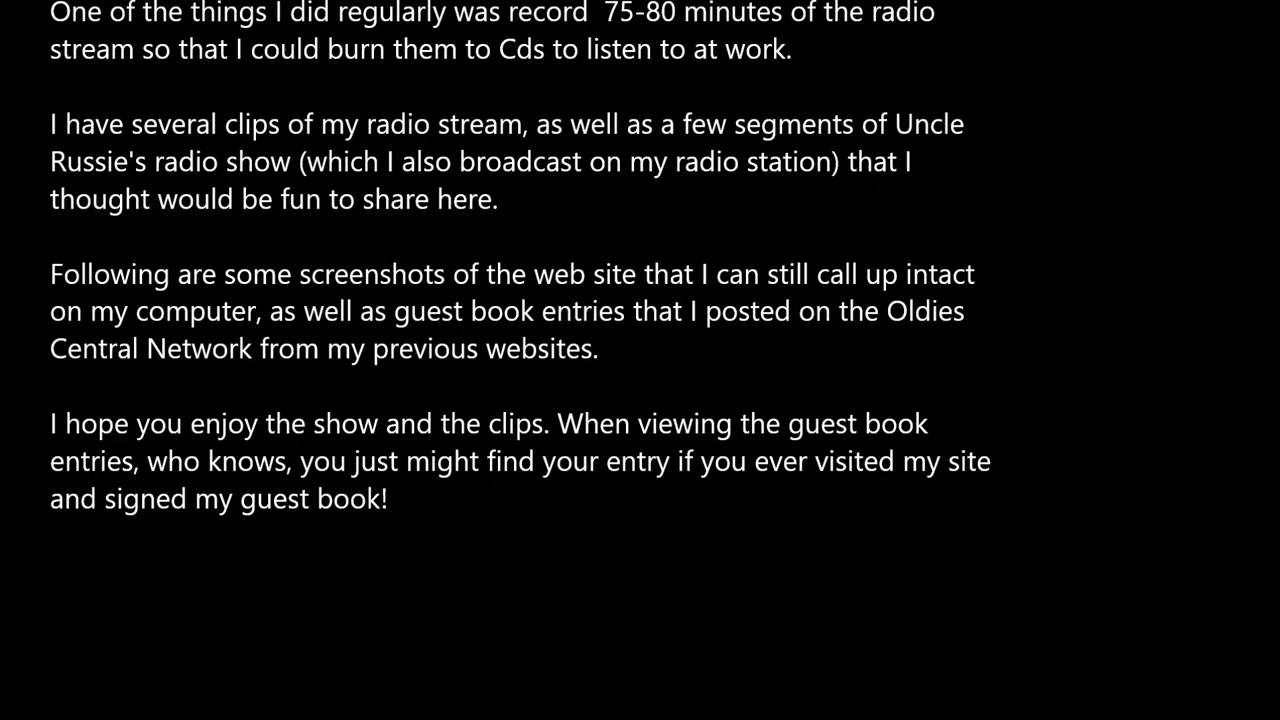 One of the things I did regularly was record  75-80 minutes of the radio
stream so that I could burn them to Cds to listen to at work.
I have several clips of my radio stream, as well as a few segments of Uncle
Russie's radio show (which I also broadcast on my radio station) that I
thought would be fun to share here.
Following are some screenshots of the web site that I can still call up intact
on my computer, as well as guest book entries that I posted on the Oldies
Central Network from my previous websites.
I hope you enjoy the show and the clips. When viewing the guest book
entries, who knows, you just might find your entry if you ever visited my site
and signed my guest book!